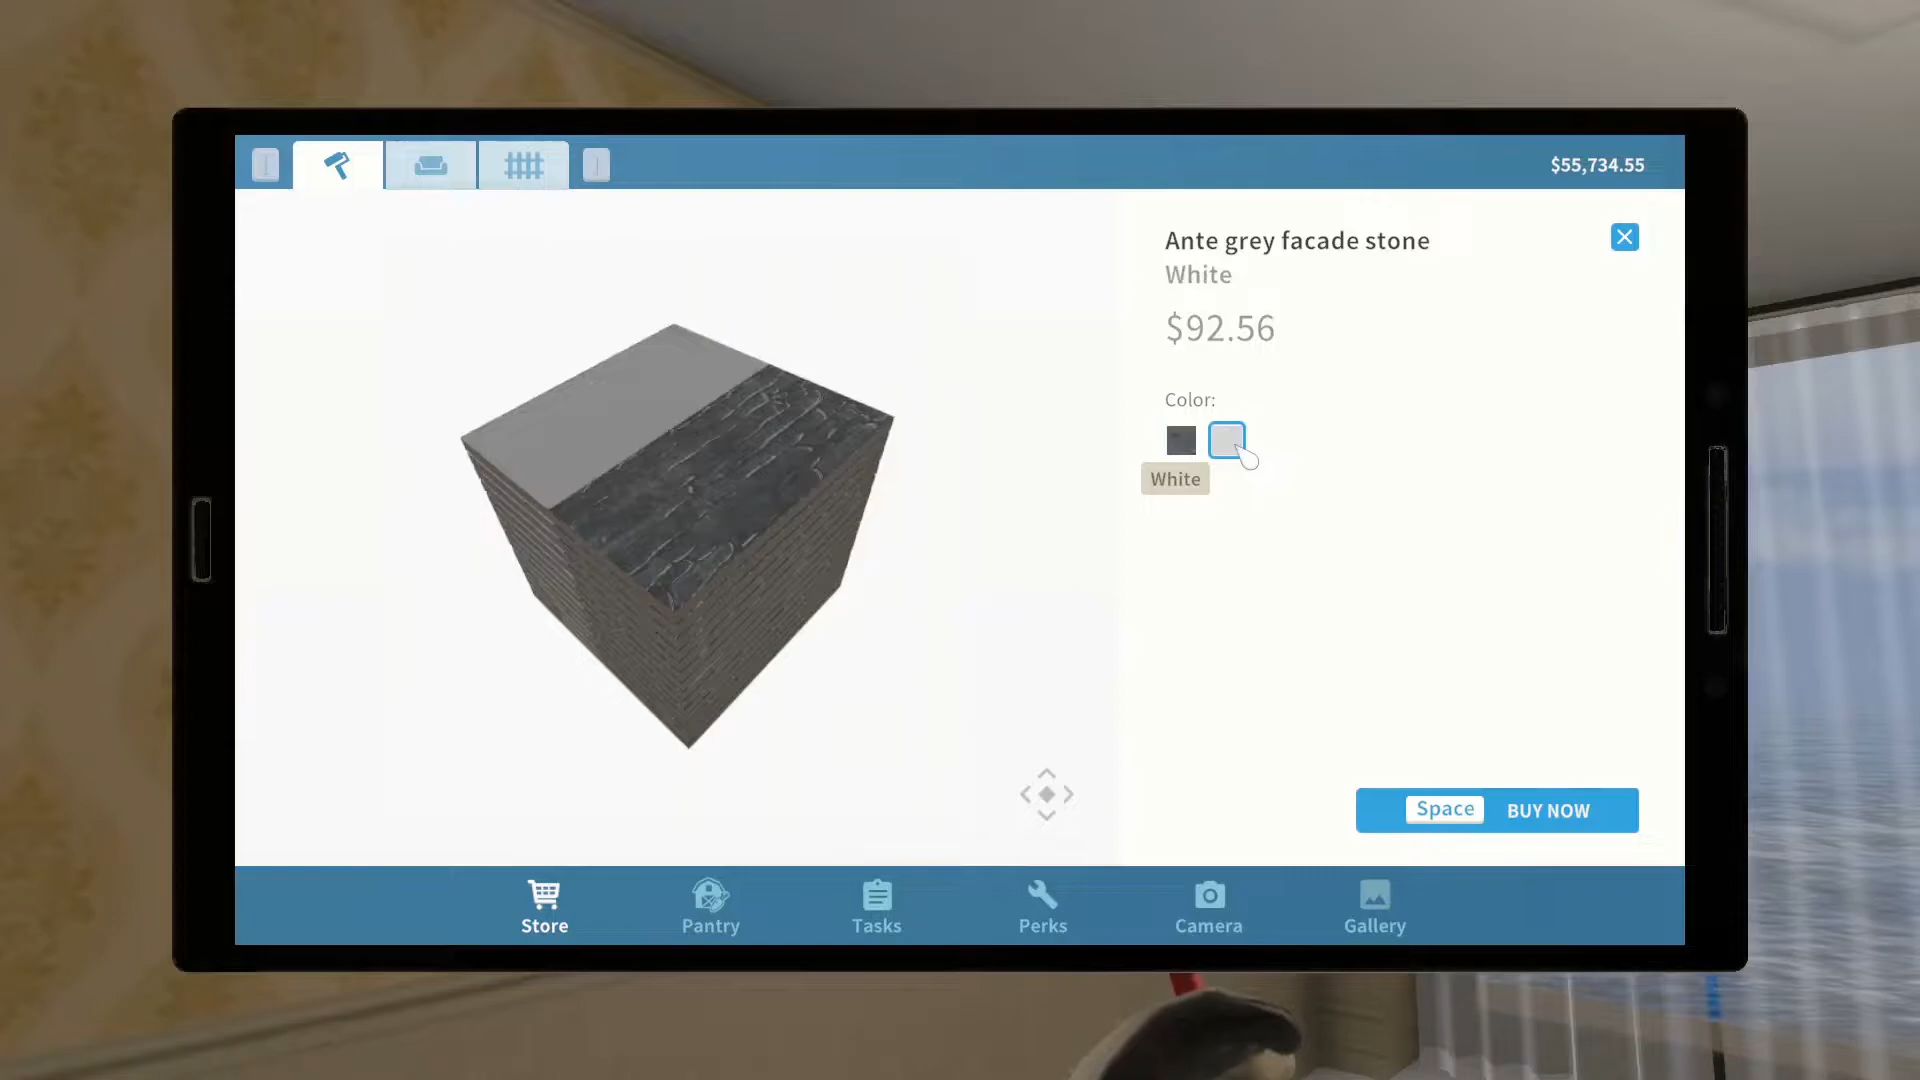 $55,734.55
Ante grey facade stone
White
$92.56
Color:
White
Space BUY NOW
Store Pantry Tasks Perks Camera Gallery